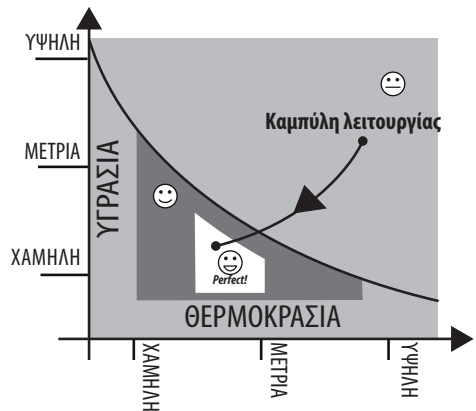 ΥΨΗΛΗ
ΜΕΤΡΙΑ
ΧΑΜΗΛΗ
ΥΓΡΑΣΙΑ
Καμπύλη λειτουργίας
Perfect!
ΘΕΡΜΟΚΡΑΣΙΑ
ΧΑΜΗΛΗ
ΜΕΤΡΙΑ
ΥΨΗΛΗ